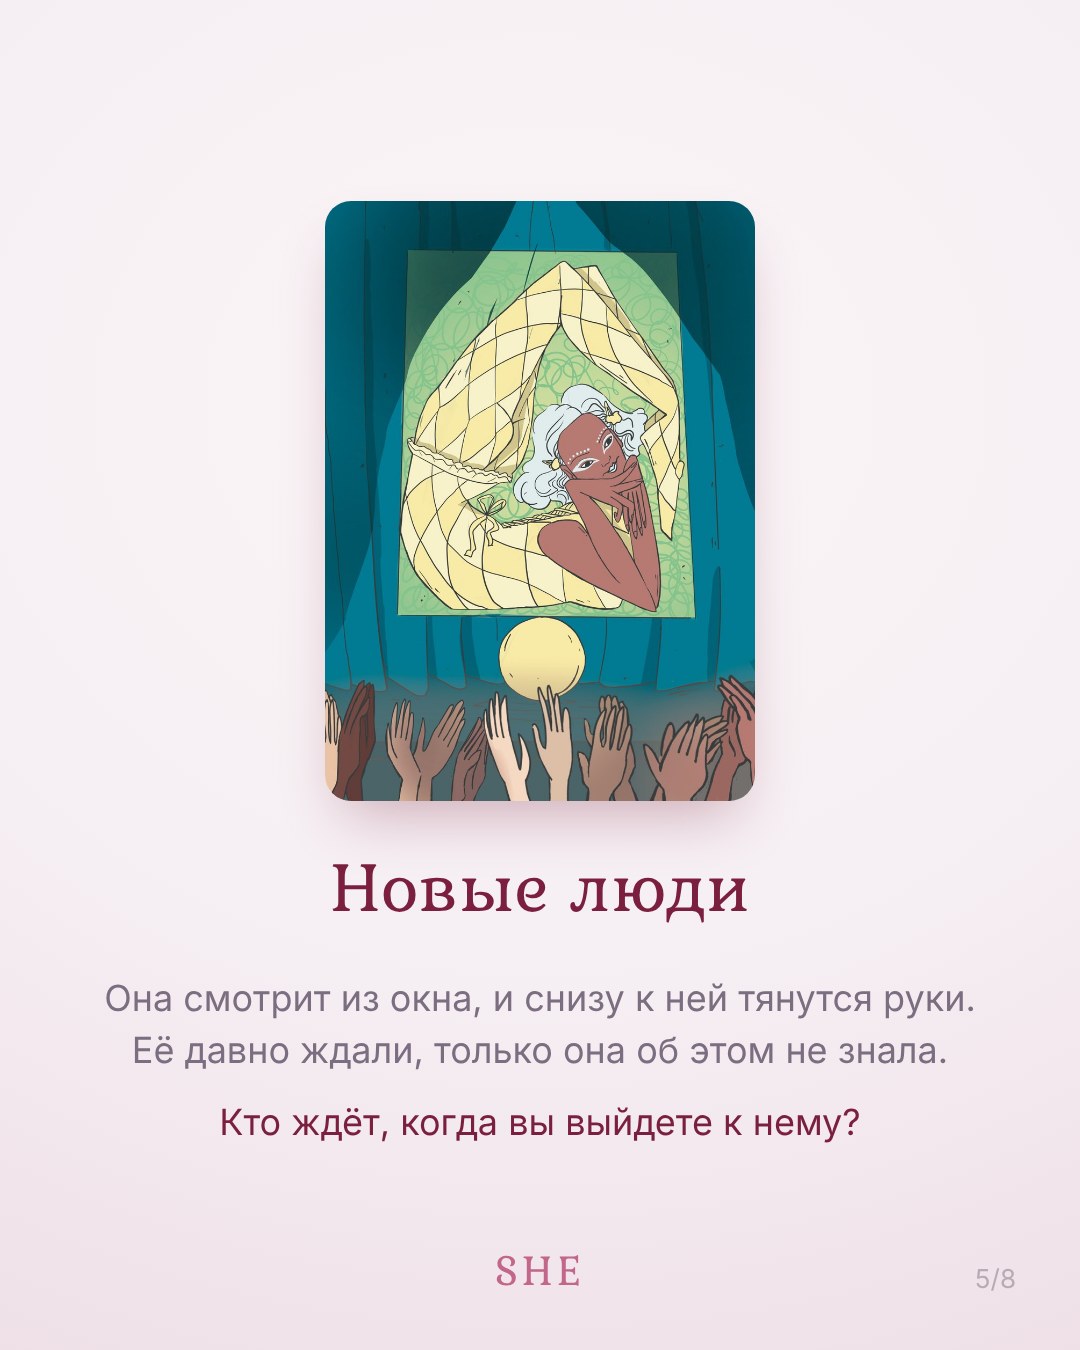 Новые люди
Она смотрит из окна, и снизу к ней тянутся руки.
Её давно ждали, только она об этом не знала.
Кто ждёт, когда вы выйдете к нему?
SHE
5/8